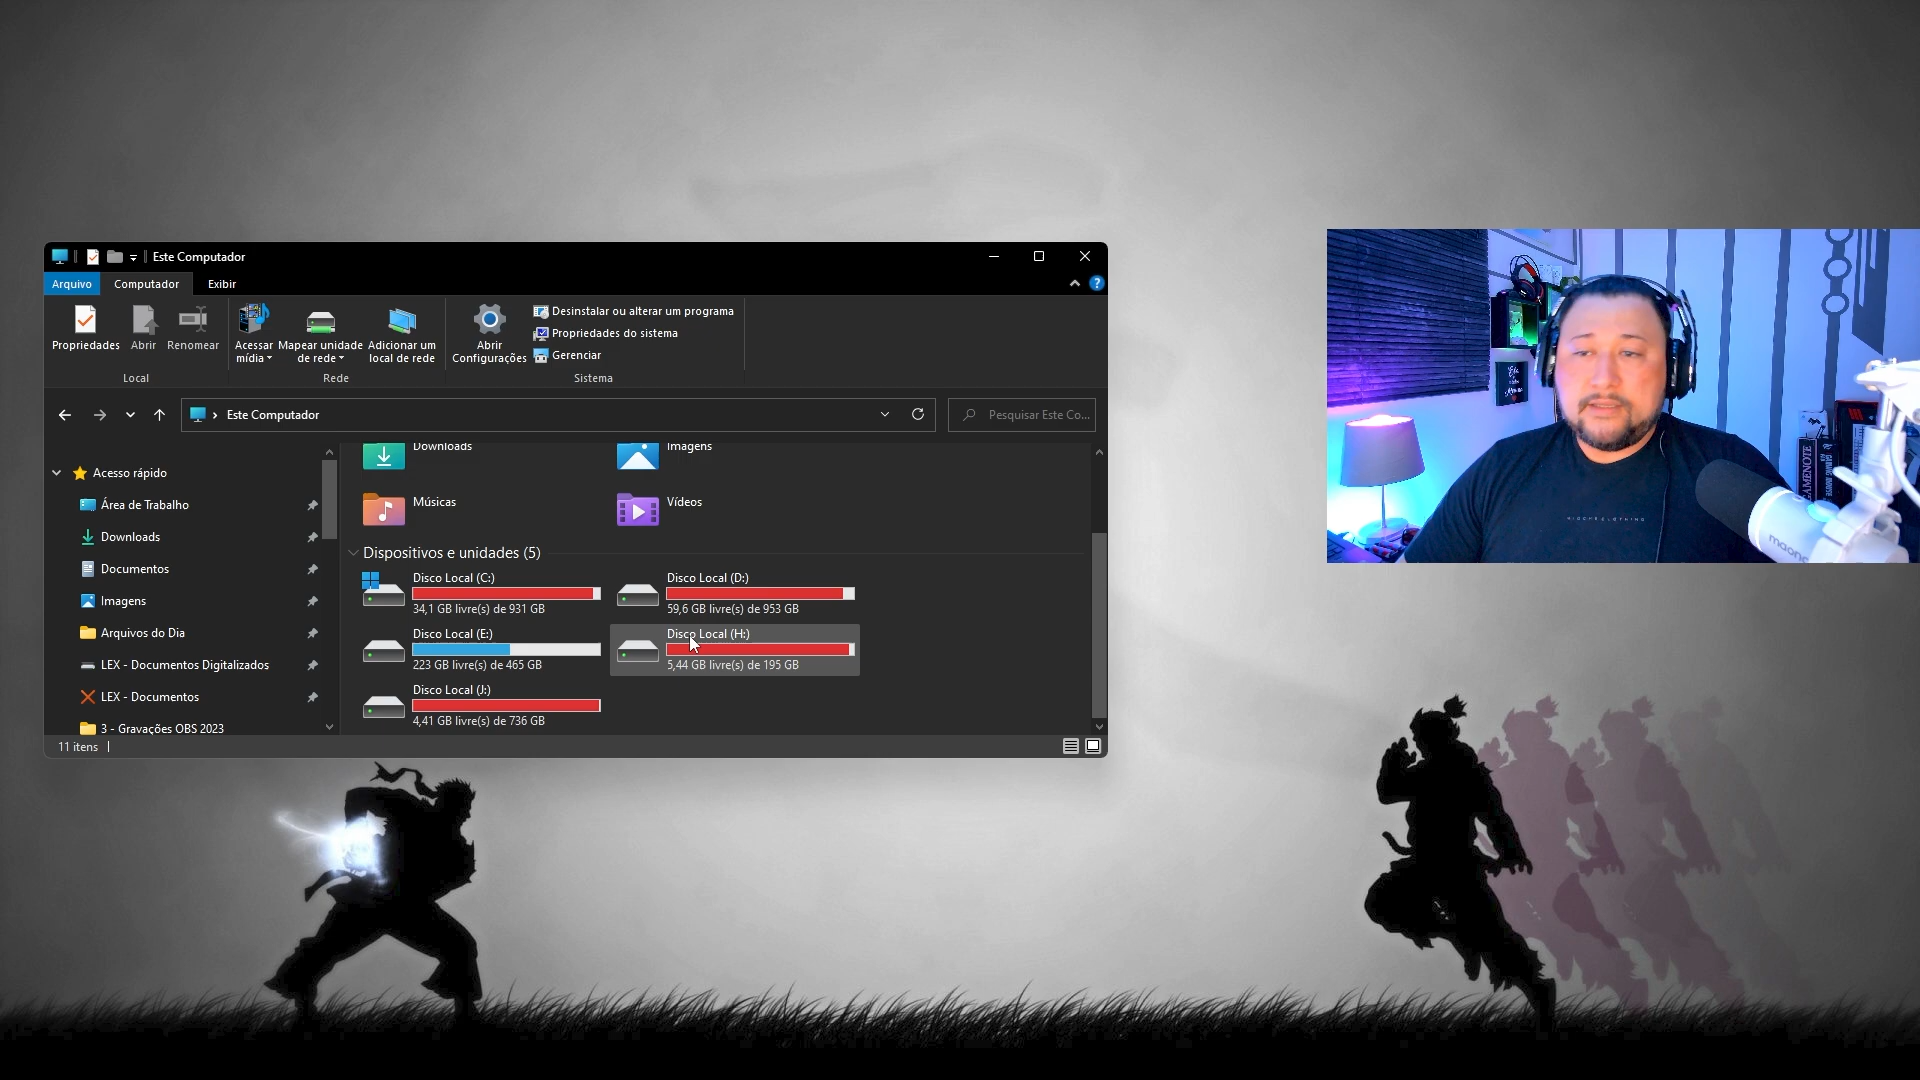 Este Computador
Arquivo
Computador
Exibir
Propriedades
Abrir
Renomear
Acessar
mídia
Mapear unidade
de rede
Adicionar um
local de rede
Abrir
Configurações
Desinstalar ou alterar um programa
Propriedades do sistema
Gerenciar
Local
Rede
Sistema
Este Computador
Pesquisar Este Co...
Acesso rápido
Área de Trabalho
Downloads
Documentos
Imagens
Arquivos do Dia
LEX - Documentos Digitalizados
LEX - Documentos
3 - Gravações OBS 2023
Downloads
Imagens
Músicas
Vídeos
Dispositivos e unidades (5)
Disco Local (C:)
34,1 GB livre(s) de 931 GB
Disco Local (D:)
59,6 GB livre(s) de 953 GB
Disco Local (E:)
223 GB livre(s) de 465 GB
Disco Local (H:)
5,44 GB livre(s) de 195 GB
Disco Local (J:)
4,41 GB livre(s) de 736 GB
11 itens
maono